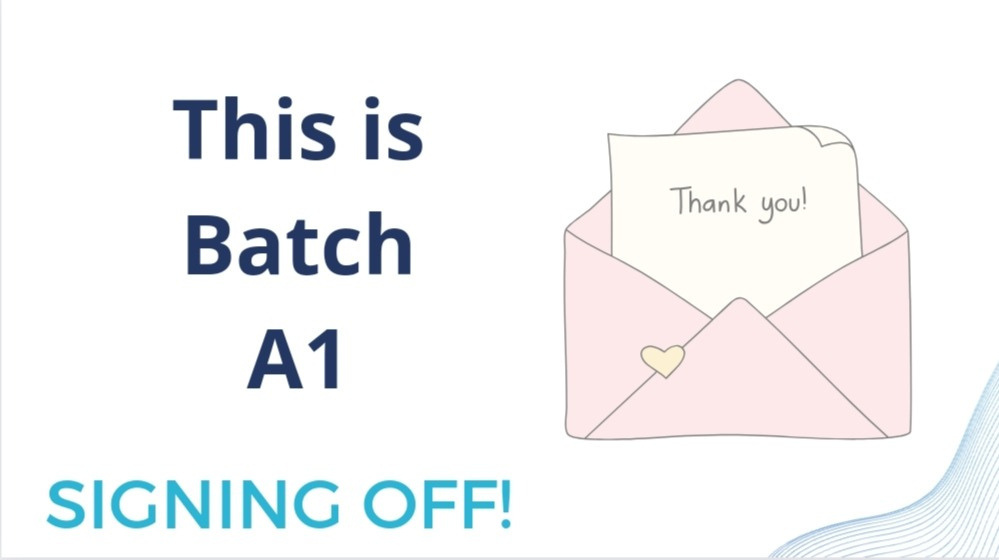 This is
Batch
A1
SIGNING OFF!
Thank you!